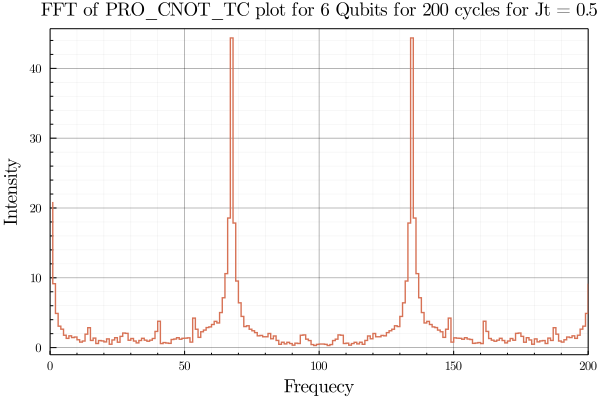 FFT of PRO_CNOT_TC plot for 6 Qubits for 200 cycles for Jt = 0.5
Intensity
40
30
20
10
0
0 50 100 150 200
Frequecy